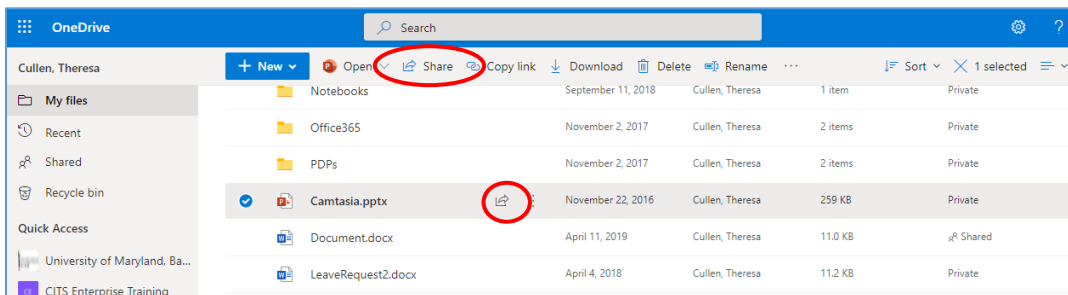 OneDrive
Search
?
Cullen, Theresa
New Open Share Copy link Download Delete Rename ... Sort 1 selected
My files
Recent
Shared
Recycle bin
Quick Access
University of Maryland, Ba...
CE CITS Enterprise Training
Notebooks September 11, 2018 Cullen, Theresa 1 item Private
Office365 November 2, 2017 Cullen, Theresa 2 items Private
PDPs November 2, 2017 Cullen, Theresa 2 items Private
Camtasia.pptx November 22, 2016 Cullen, Theresa 259 KB Private
Document.docx April 11, 2019 Cullen, Theresa 11.0 KB Shared
LeaveRequest2.docx April 4, 2018 Cullen, Theresa 11.2 KB Private